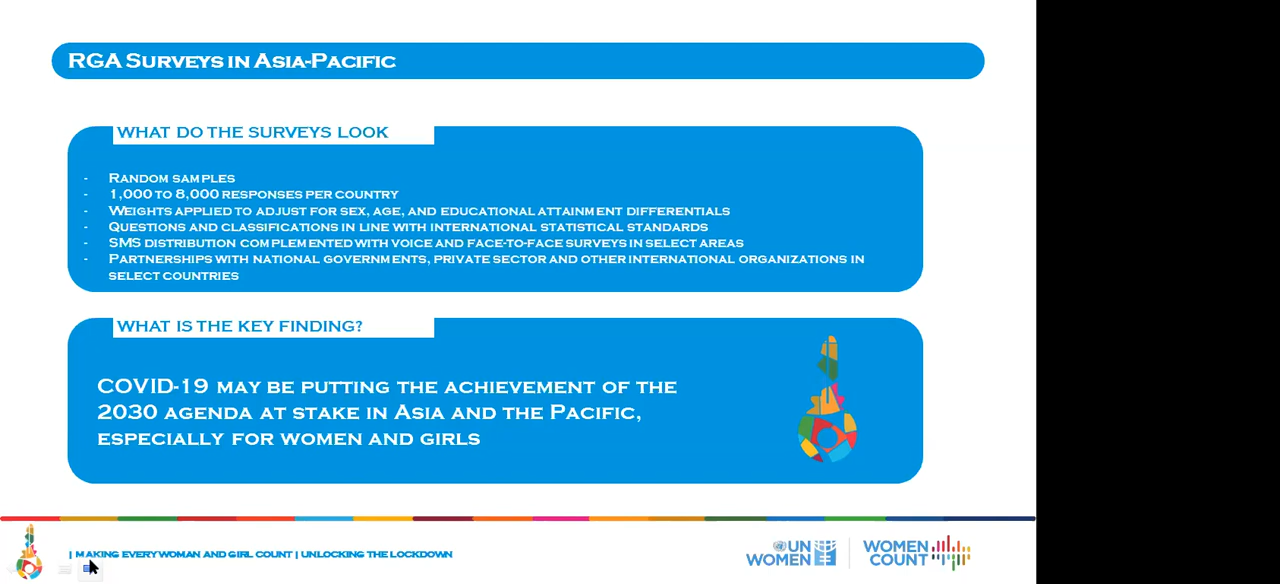 RGA Surveys in Asia-Pacific
WHAT DO THE SURVEYS LOOK
- Random samples
- 1,000 to 8,000 responses per country
- Weights applied to adjust for sex, age, and educational attainment differentials
- Questions and classifications in line with international statistical standards
- SMS distribution complemented with voice and face-to-face surveys in select areas
- Partnerships with national governments, private sector and other international organizations in
select countries
WHAT IS THE KEY FINDING?
COVID-19 may be putting the achievement of the
2030 agenda at stake in Asia and the Pacific,
especially for women and girls
| MAKING EVERY WOMAN AND GIRL COUNT | UNLOCKING THE LOCKDOWN
UN
WOMEN
WOMEN
COUNT